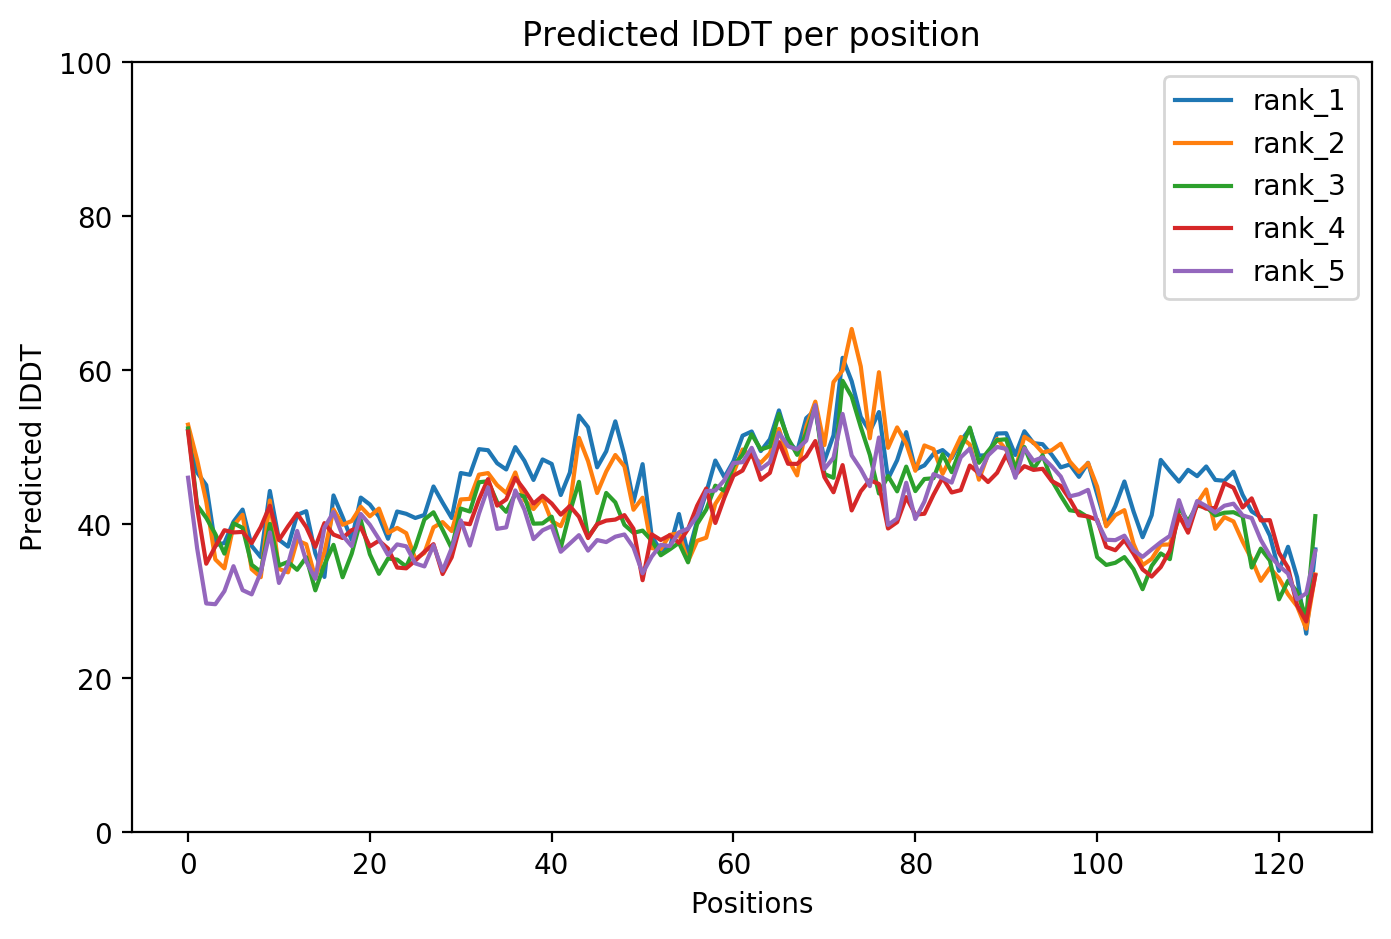 Predicted lDDT per position
100
80
60
40
20
0
Predicted lDDT
0 20 40 60 80 100 120
Positions
rank_1
rank_2
rank_3
rank_4
rank_5